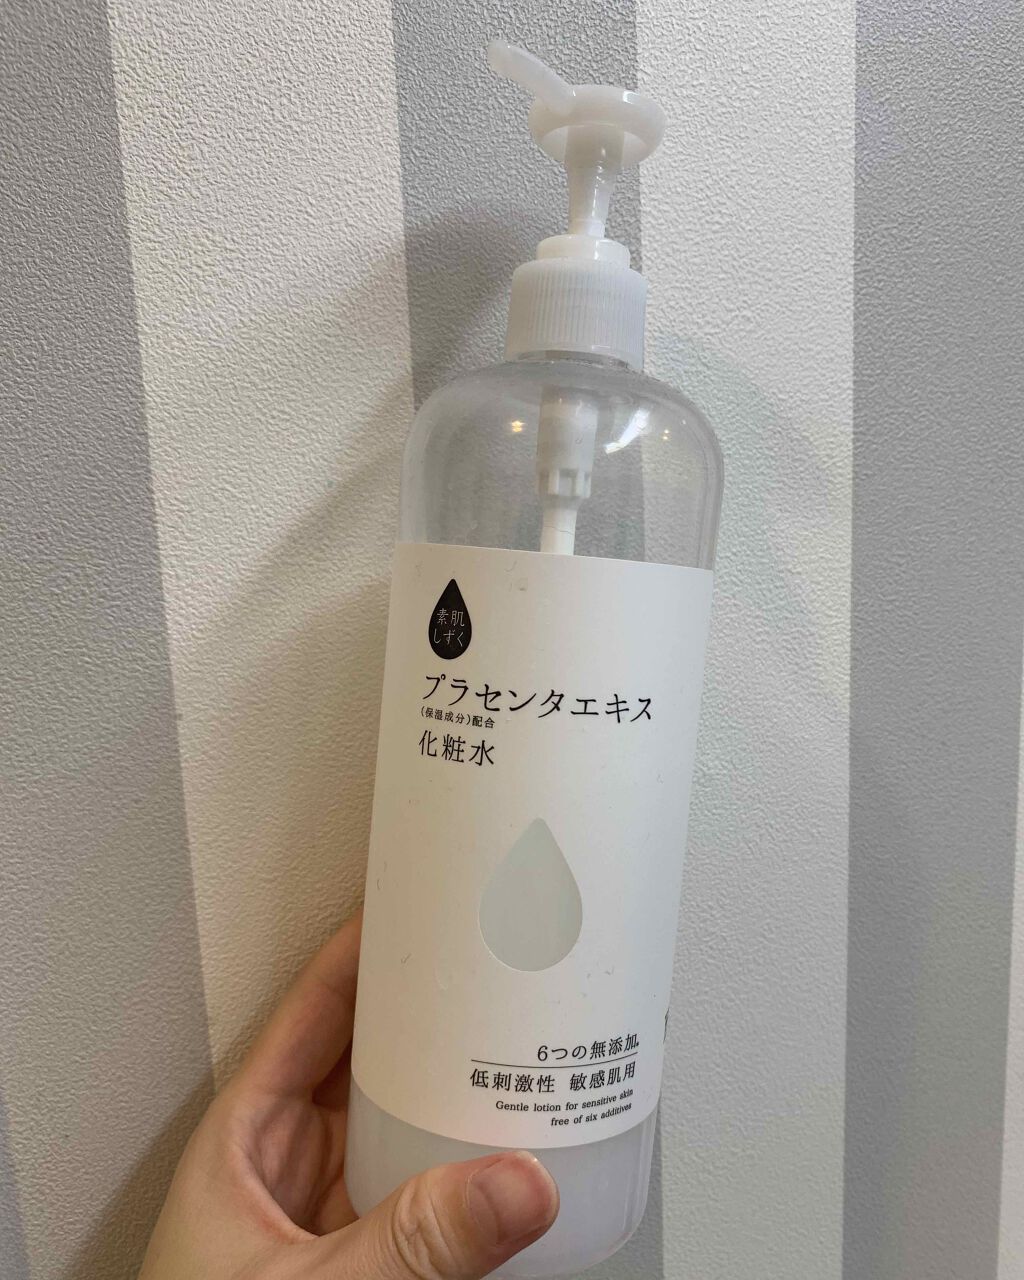 素肌
しずく
プラセンタエキス
(保湿成分)配合
化粧水
6つの無添加。
低刺激性 敏感肌用
Gentle lotion for sensitive skin
free of six additives